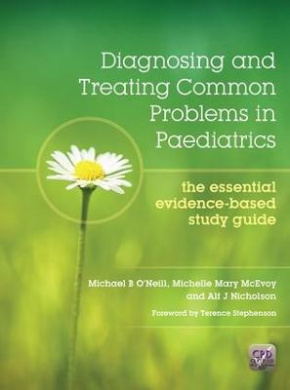 Diagnosing and
Treating Common
Problems in
Paediatrics
the essential
evidence-based
study guide
Michael B O'Neill, Michelle Mary McEvoy
and Alf J Nicholson
Foreword by Terence Stephenson
CPD